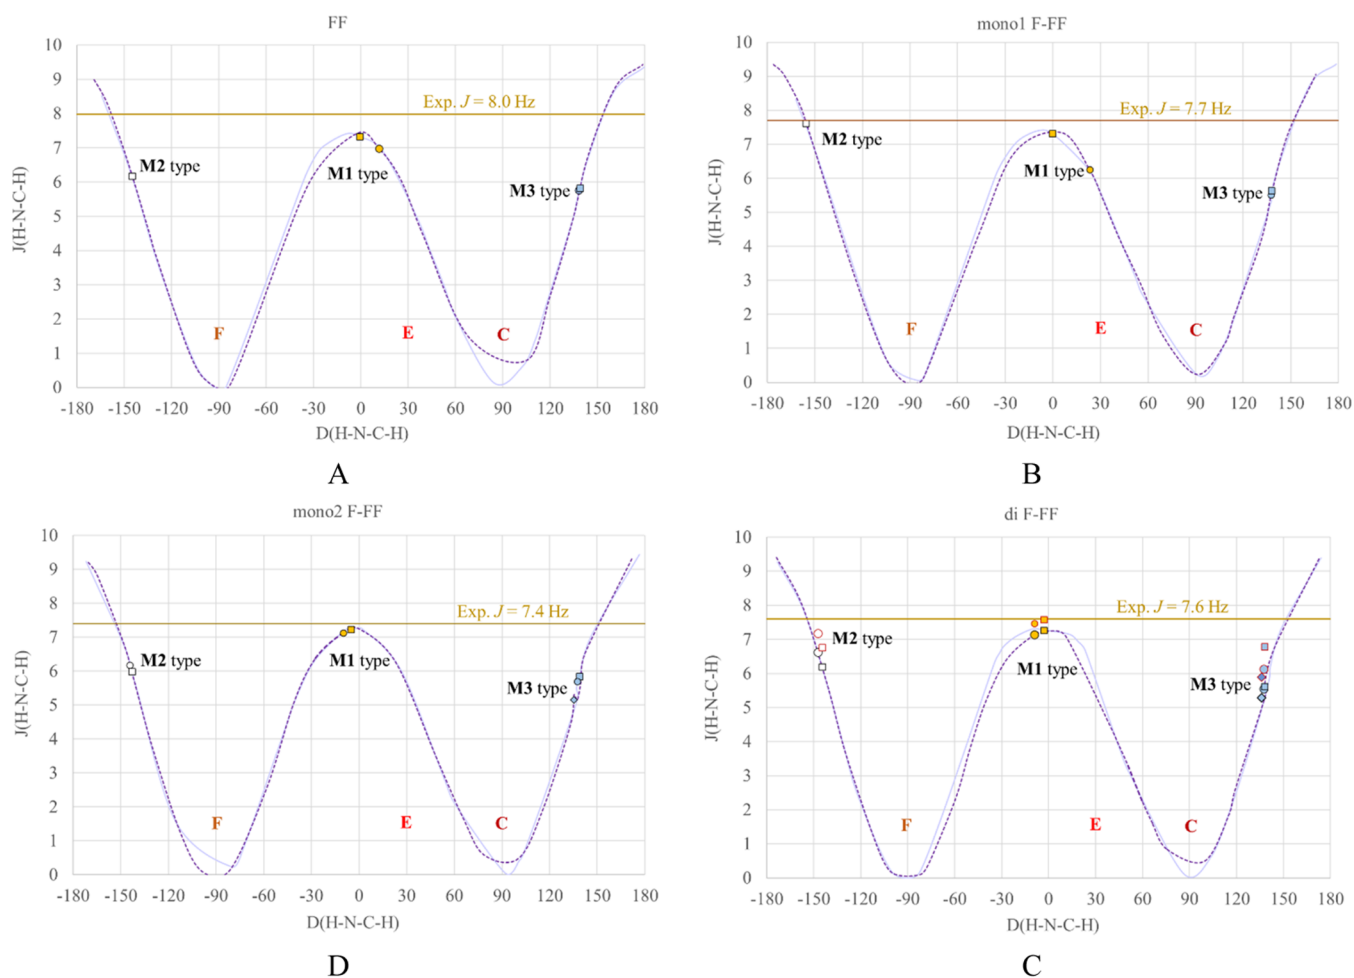 FF
10
9
8
7
6
5
4
3
2
1
0
J(H-N-C-H)
Exp. J = 8.0 Hz
M2 type
M1 type
M3 type
F
E
C
-180 -150 -120 -90 -60 -30 0 30 60 90 120 150 180
D(H-N-C-H)
A
mono1 F-FF
10
9
8
7
6
5
4
3
2
1
0
J(H-N-C-H)
Exp. J = 7.7 Hz
M2 type
M1 type
M3 type
F
E
C
-180 -150 -120 -90 -60 -30 0 30 60 90 120 150 180
D(H-N-C-H)
B
mono2 F-FF
10
9
8
7
6
5
4
3
2
1
0
J(H-N-C-H)
Exp. J = 7.4 Hz
M2 type
M1 type
M3 type
F
E
C
-180 -150 -120 -90 -60 -30 0 30 60 90 120 150 180
D(H-N-C-H)
D
di F-FF
10
9
8
7
6
5
4
3
2
1
0
J(H-N-C-H)
Exp. J = 7.6 Hz
M2 type
M1 type
M3 type
F
E
C
-180 -150 -120 -90 -60 -30 0 30 60 90 120 150 180
D(H-N-C-H)
C